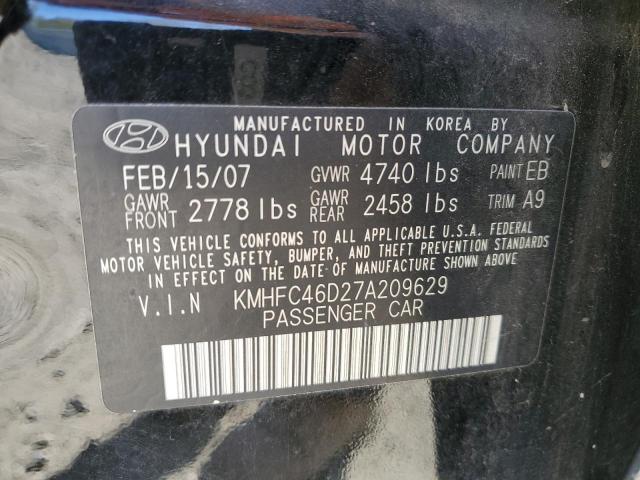 MANUFACTURED IN KOREA BY
HYUNDAI MOTOR COMPANY
FEB/15/07 GVWR 4740 lbs PAINT EB
GAWR FRONT 2778 lbs GAWR REAR 2458 lbs TRIM A9
THIS VEHICLE CONFORMS TO ALL APPLICABLE U.S.A. FEDERAL
MOTOR VEHICLE SAFETY, BUMPER, AND THEFT PREVENTION STANDARDS
IN EFFECT ON THE DATE OF MANUFACTURE SHOWN ABOVE
V.I.N KMHFC46D27A209629
PASSENGER CAR